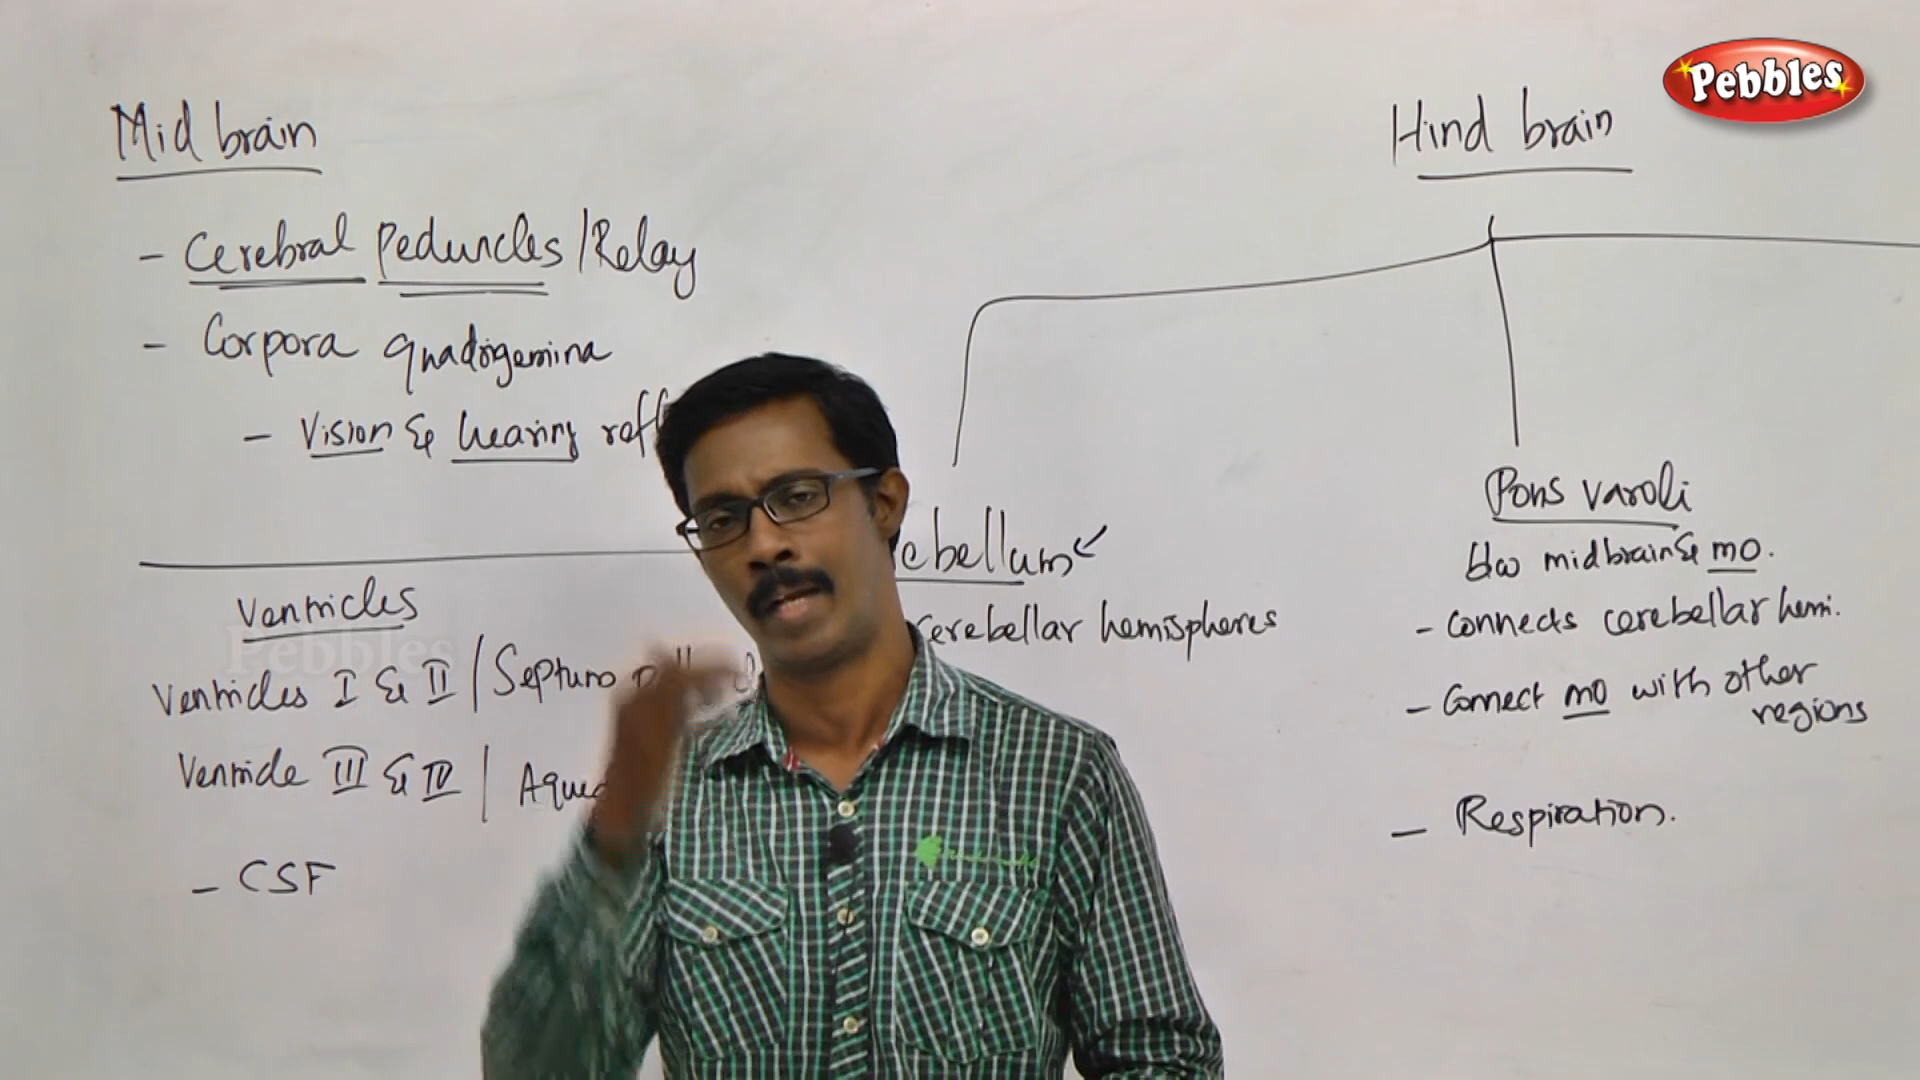 Pebbles
Mid brain
- Cerebral Peduncles / Relay
- Corpora quadrigemina
- Vision & hearing
Ventricles
Pebbles
Ventricles I & II / Septum
Ventricle III & IV /
- CSF
Hind brain
cerebellar hemispheres
Pons varoli
b/w midbrain & mo.
- Connects cerebellar hemi.
- Connect mo with other
regions
- Respiration.